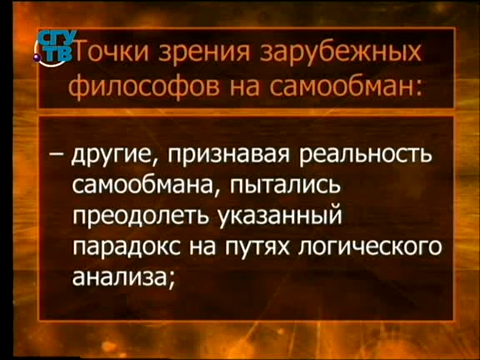 СГУ
ТВ
Точки зрения зарубежных
философов на самообман:
– другие, признавая реальность
самообмана, пытались
преодолеть указанный
парадокс на путях логического
анализа;